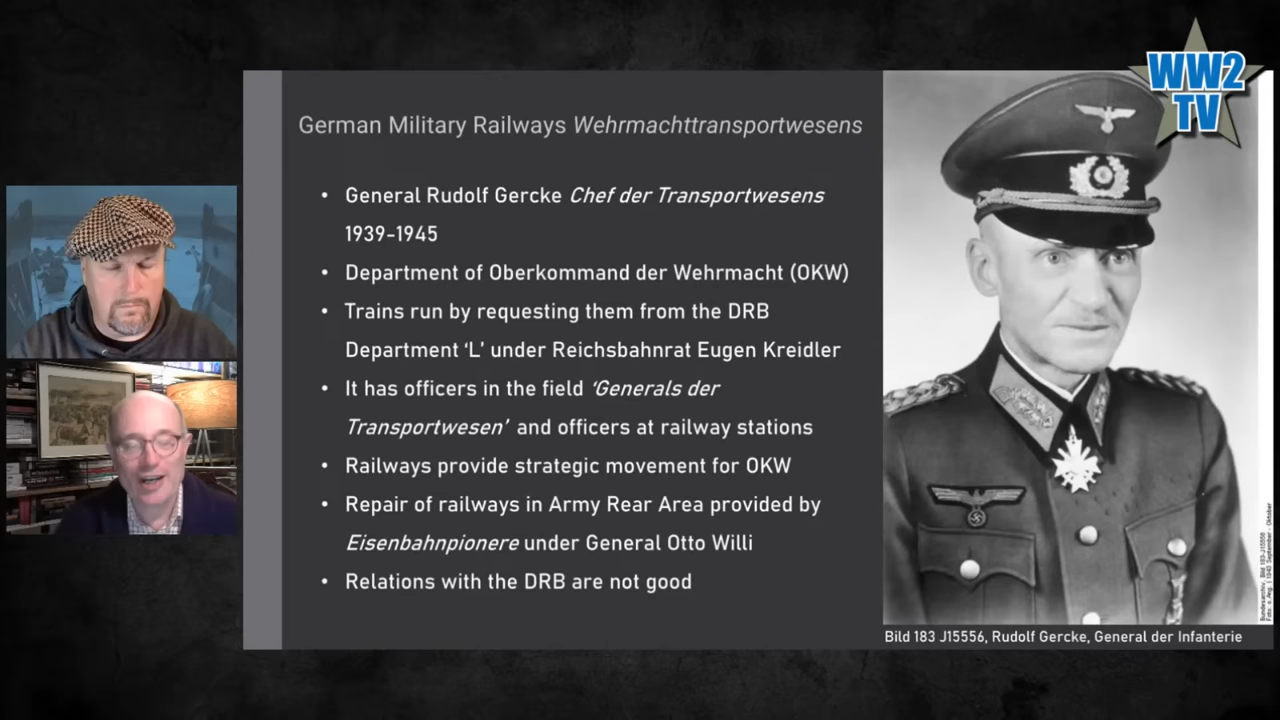 WW2
TV
German Military Railways Wehrmachttransportwesens
• General Rudolf Gercke Chef der Transportwesens
1939-1945
• Department of Oberkommand der Wehrmacht (OKW)
• Trains run by requesting them from the DRB
Department ‘L’ under Reichsbahnrat Eugen Kreidler
• It has officers in the field ‘Generals der
Transportwesen’ and officers at railway stations
• Railways provide strategic movement for OKW
• Repair of railways in Army Rear Area provided by
Eisenbahnpionere under General Otto Willi
• Relations with the DRB are not good
Bundesarchiv, Bild 183-J15556
Bild 183 J15556, Rudolf Gercke, General der Infanterie